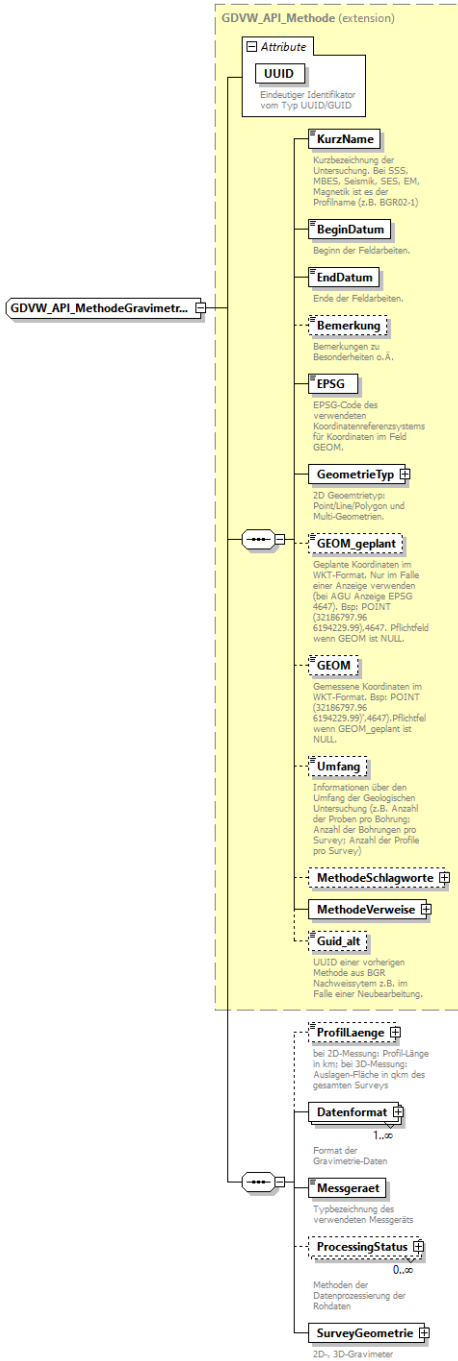 GDVW_API_Methode (extension)
Attribute
UUID
Eindeutiger Identifikator
vom Typ UUID/GUID
KurzName
Kurzbezeichnung der
Untersuchung. Bei SSS,
MBES, Seismik, SES, EM,
Magnetik ist es der
Profilname (z.B. BGR02-1)
BeginDatum
Beginn der Feldarbeiten.
EndDatum
Ende der Feldarbeiten.
GDVW_API_MethodeGravimetr...
Bemerkung
Bemerkungen zu
Besonderheiten o.Ä.
EPSG
EPSG-Code des
verwendeten
Koordinatenreferenzsystems
für Koordinaten im Feld
GEOM.
GeometrieTyp
2D Geoemtrietyp:
Point/Line/Polygon und
Multi-Geometrien.
GEOM_geplant
Geplante Koordinaten im
WKT-Format. Nur im Falle
einer Anzeige verwenden
(bei AGU Anzeige EPSG
4647). Bsp: POINT
(32186797.96
6194229.99),4647. Pflichtfeld
wenn GEOM ist NULL.
GEOM
Gemessene Koordinaten im
WKT-Format. Bsp: POINT
(32186797.96
6194229.99)',4647).Pflichtfel
wenn GEOM_geplant ist
NULL.
Umfang
Informationen über den
Umfang der Geologischen
Untersuchung (z.B. Anzahl
der Proben pro Bohrung;
Anzahl der Bohrungen pro
Survey; Anzahl der Profile
pro Survey)
MethodeSchlagworte
MethodeVerweise
Guid_alt
UUID einer vorherigen
Methode aus BGR
Nachweissytem z.B. im
Falle einer Neubearbeitung.
ProfilLaenge
bei 2D-Messung: Profil-Länge
in km; bei 3D-Messung:
Auslagen-Fläche in qkm des
gesamten Surveys
Datenformat
1..∞
Format der
Gravimetrie-Daten
Messgeraet
Typbezeichnung des
verwendeten Messgeräts
ProcessingStatus
0..∞
Methoden der
Datenprozessierung der
Rohdaten
SurveyGeometrie
2D-, 3D-Gravimeter